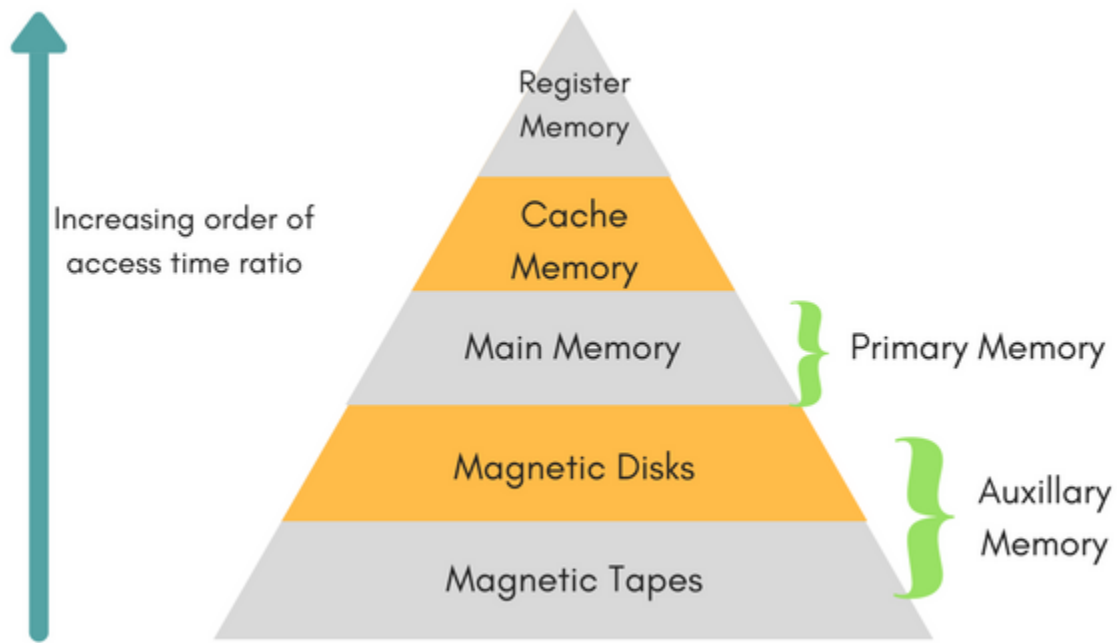 Register
Memory
Increasing order of
access time ratio
Cache
Memory
Main Memory
Primary Memory
Magnetic Disks
Auxillary
Memory
Magnetic Tapes